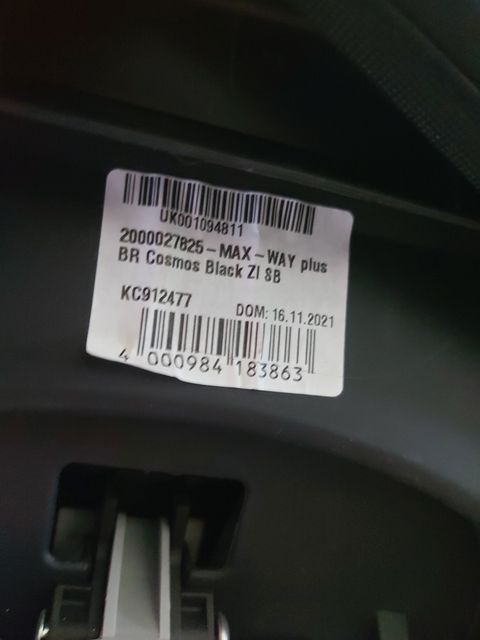 UK001094811
2000027825-MAX-WAY plus
BR Cosmos Black ZI SB
KC912477
DOM: 16.11.2021
4 000984 183863